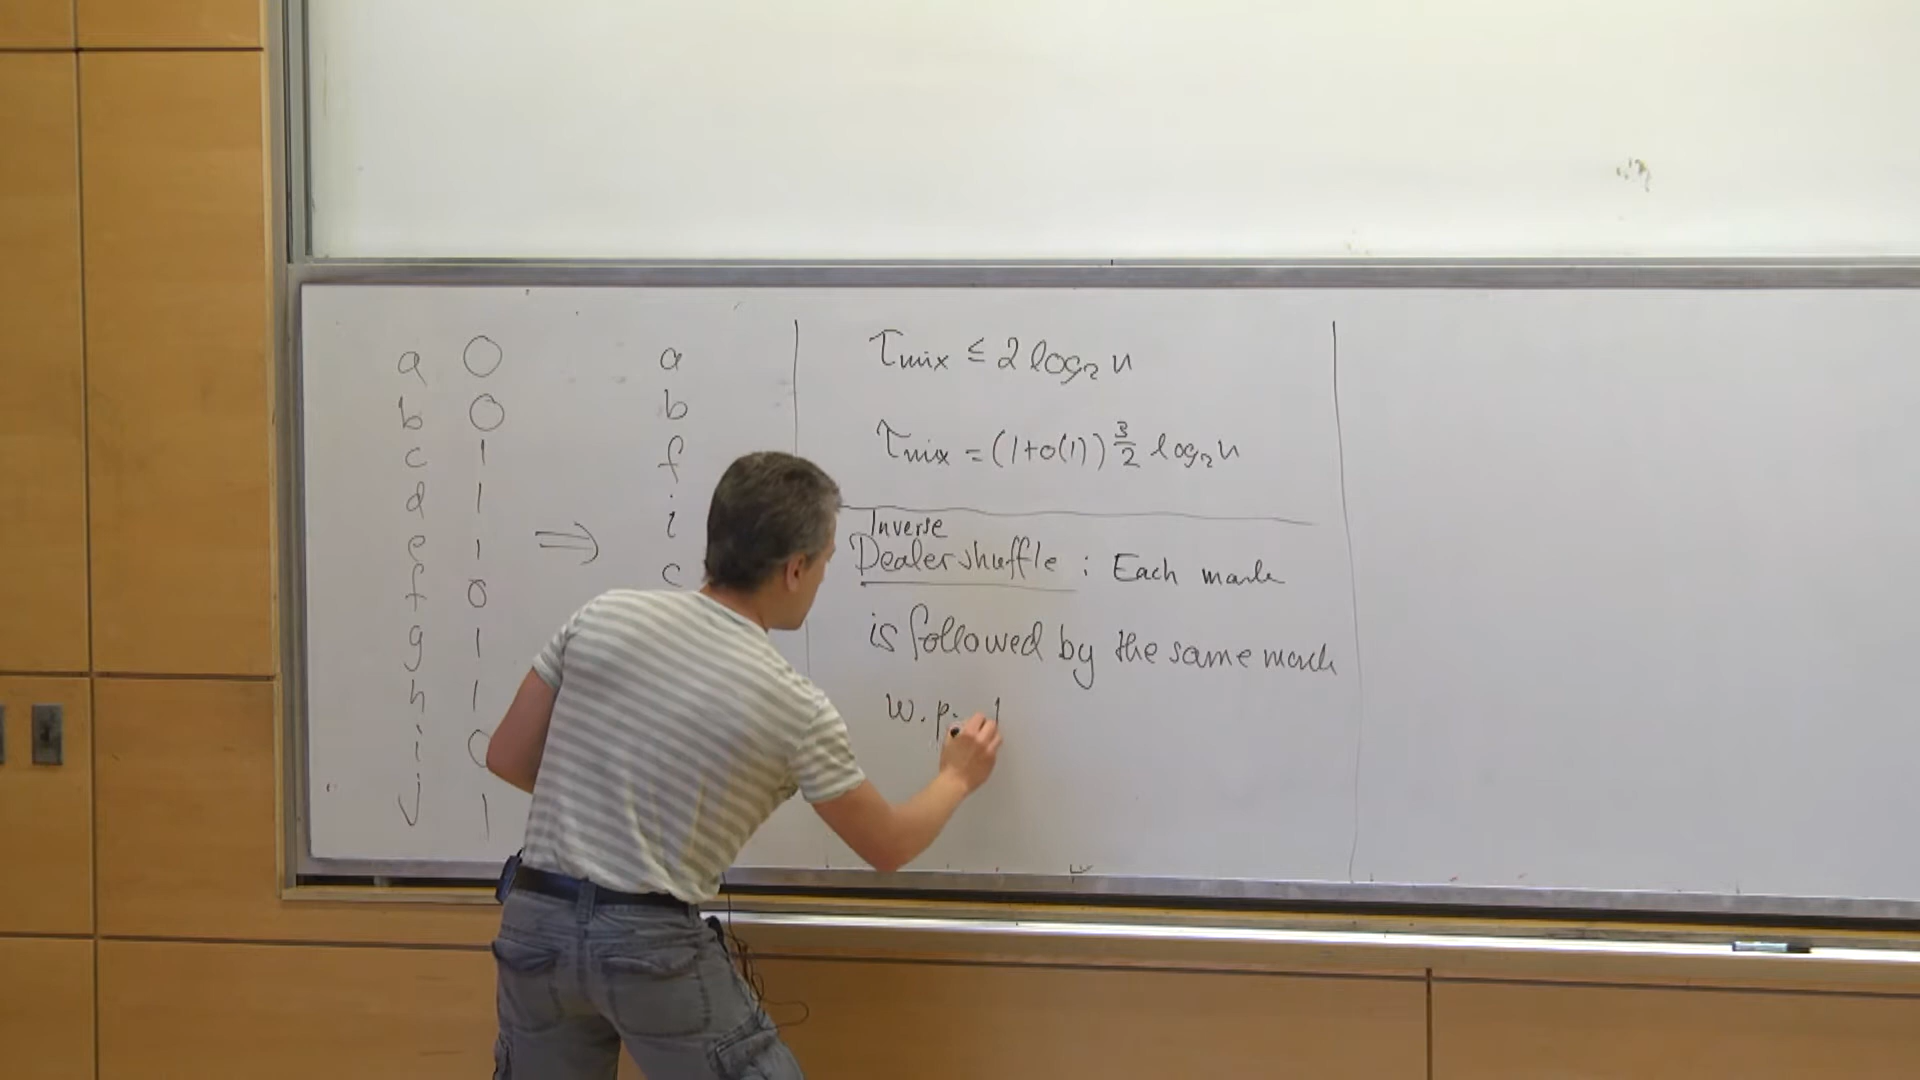 a 0
b 0
c 1
d 1
e 1
f 0
g 1
h 1
i 0
j 1
⇒
a
b
f
i
c
τmix ≤ 2 log₂ n
τmix = (1+o(1)) 3/2 log₂ n
Inverse
Dealer shuffle : Each mark
is followed by the same mark
w.p.